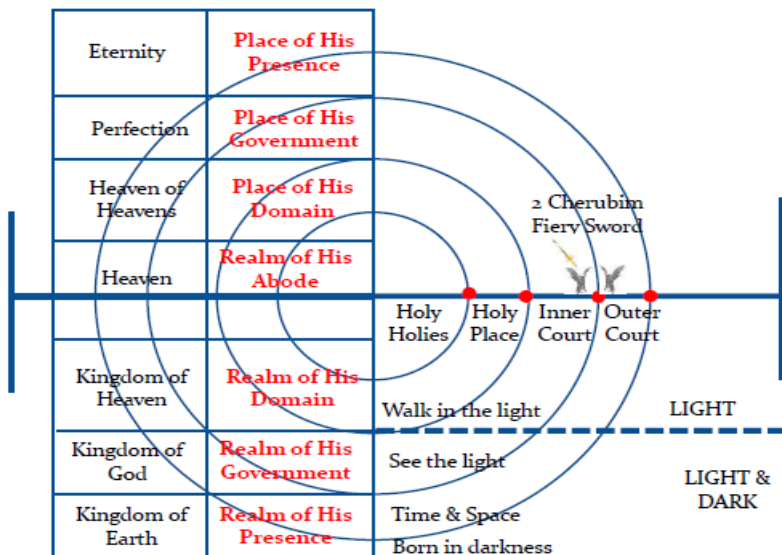 Eternity
Place of His
Presence
Perfection
Place of His
Government
Heaven of
Heavens
Place of His
Domain
2 Cherubim
Fiery Sword
Heaven
Realm of His
Abode
Holy
Holies
Holy
Place
Inner
Court
Outer
Court
Kingdom of
Heaven
Realm of His
Domain
Walk in the light
LIGHT
Kingdom of
God
Realm of His
Government
See the light
LIGHT &
DARK
Kingdom of
Earth
Realm of His
Presence
Time & Space
Born in darkness